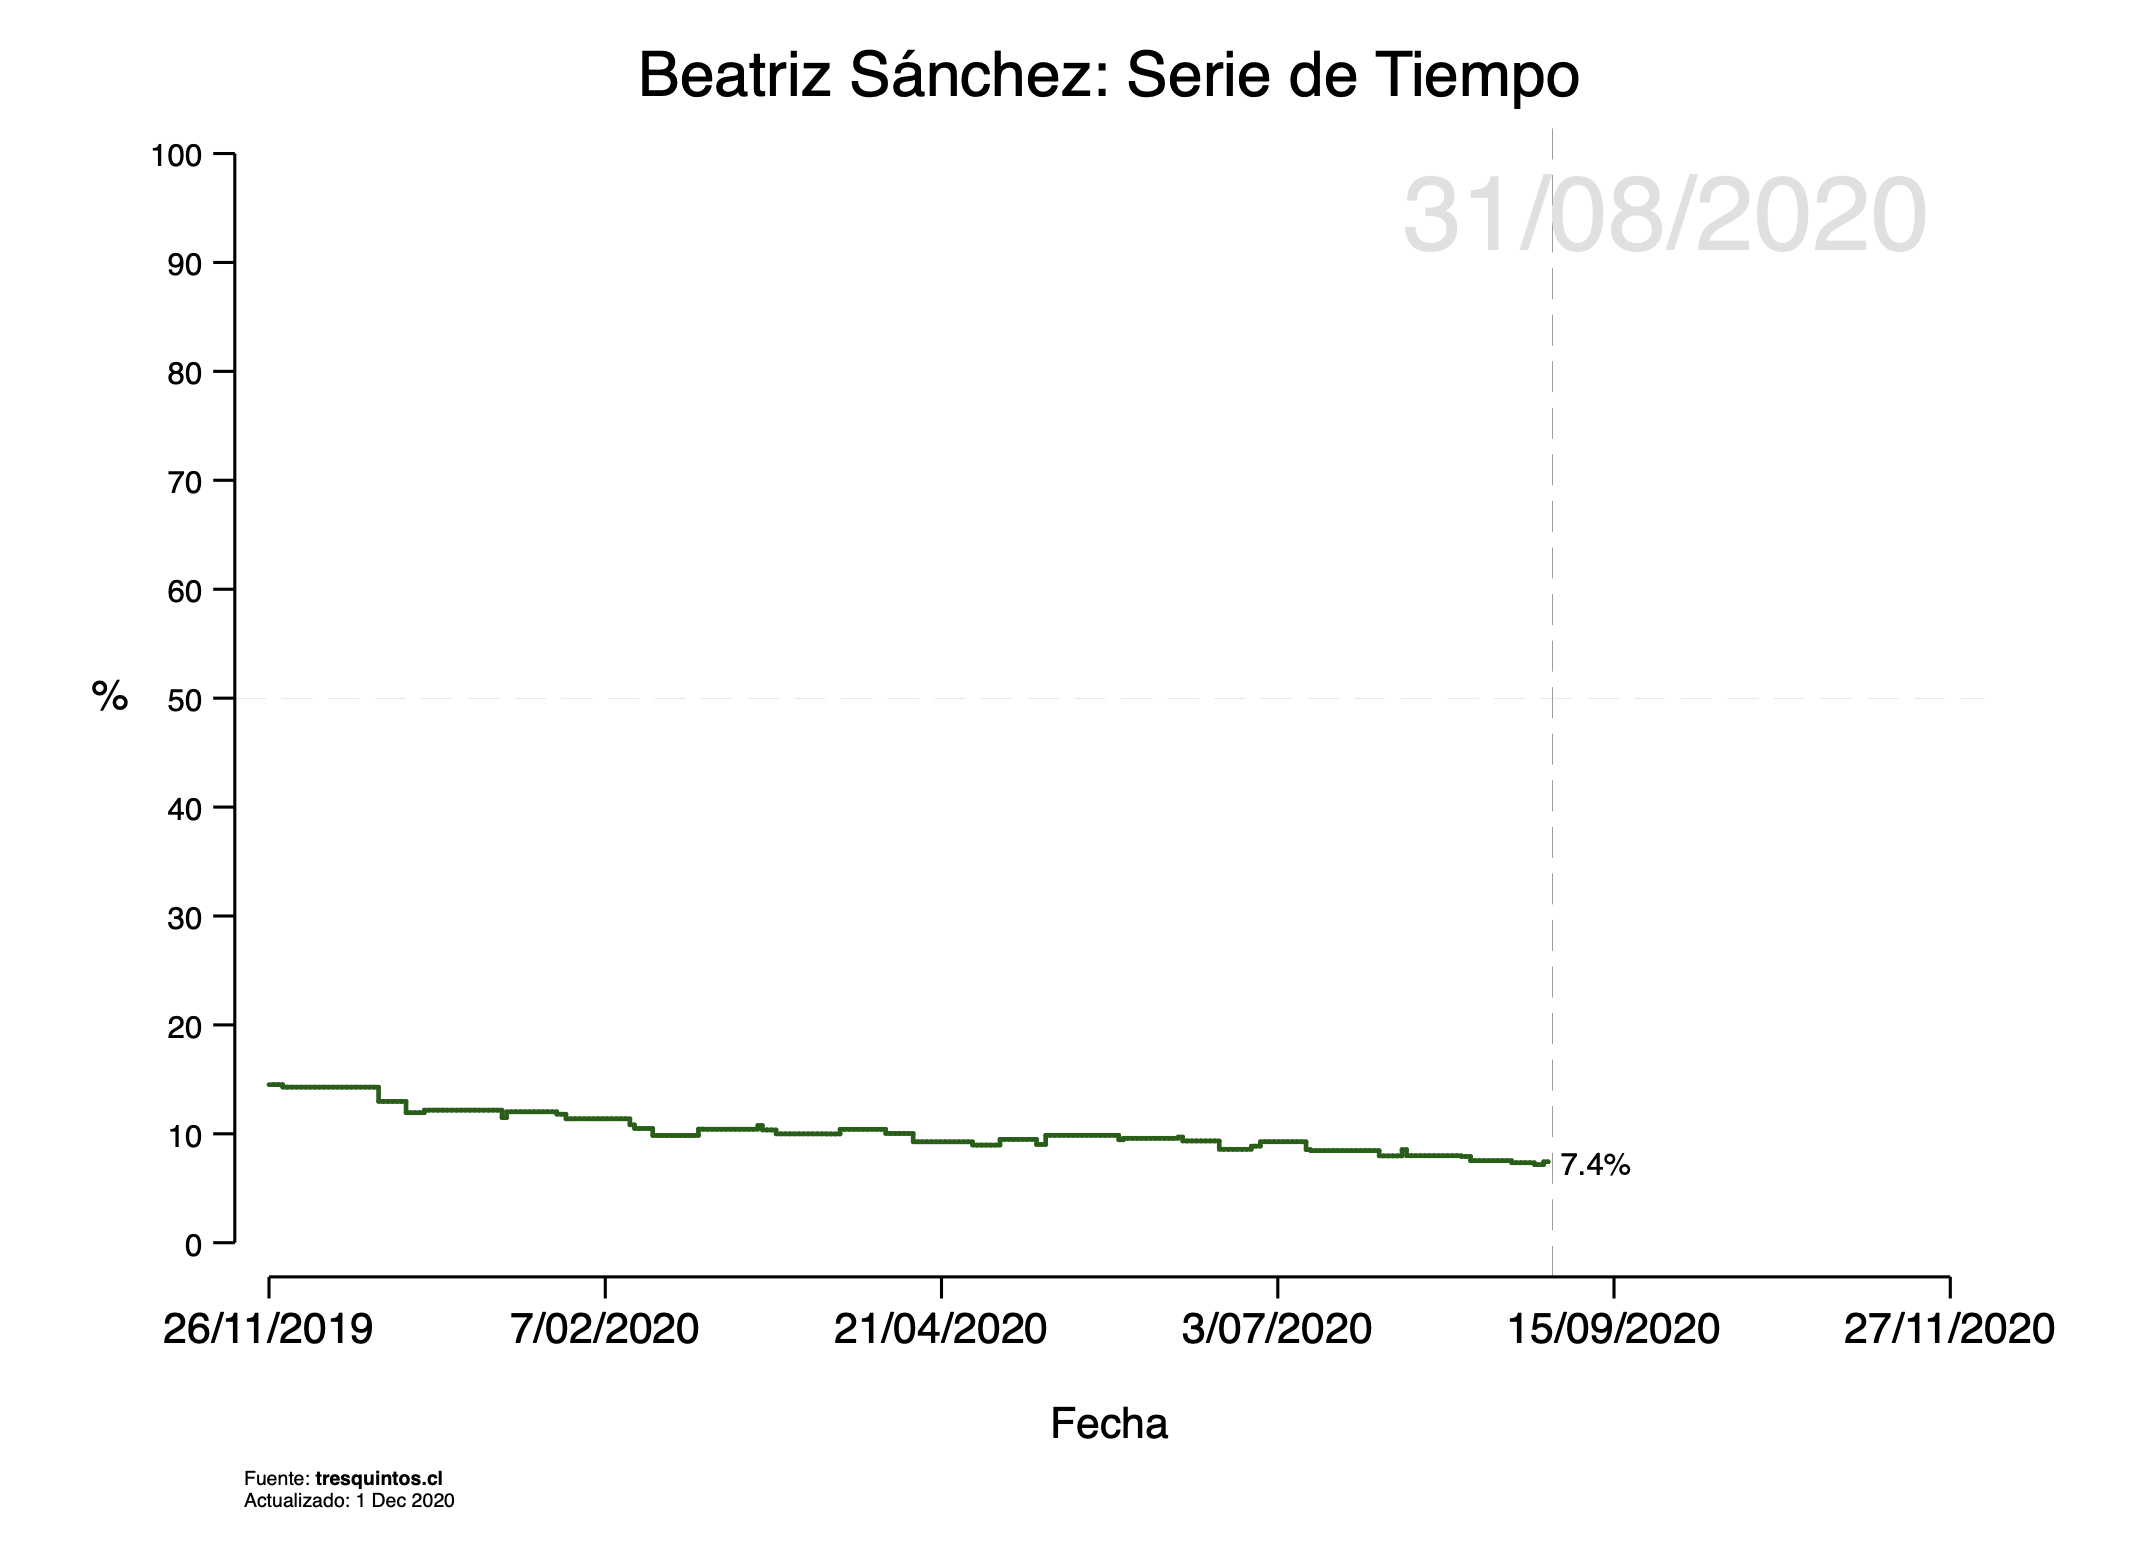 Beatriz Sánchez: Serie de Tiempo
31/08/2020
100
90
80
70
60
%
50
40
30
20
10
0
7.4%
26/11/2019 7/02/2020 21/04/2020 3/07/2020 15/09/2020 27/11/2020
Fecha
Fuente: tresquintos.cl
Actualizado: 1 Dec 2020